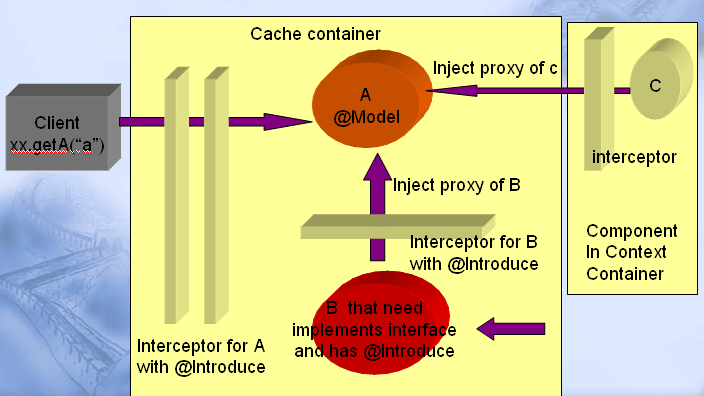 Cache container
Inject proxy of c
Client
xx.getA(“a”)
A
@Model
C
interceptor
Inject proxy of B
Interceptor for B
with @Introduce
Component
In Context
Container
B  that need
implements interface
and has @Introduce
Interceptor for A
with @Introduce